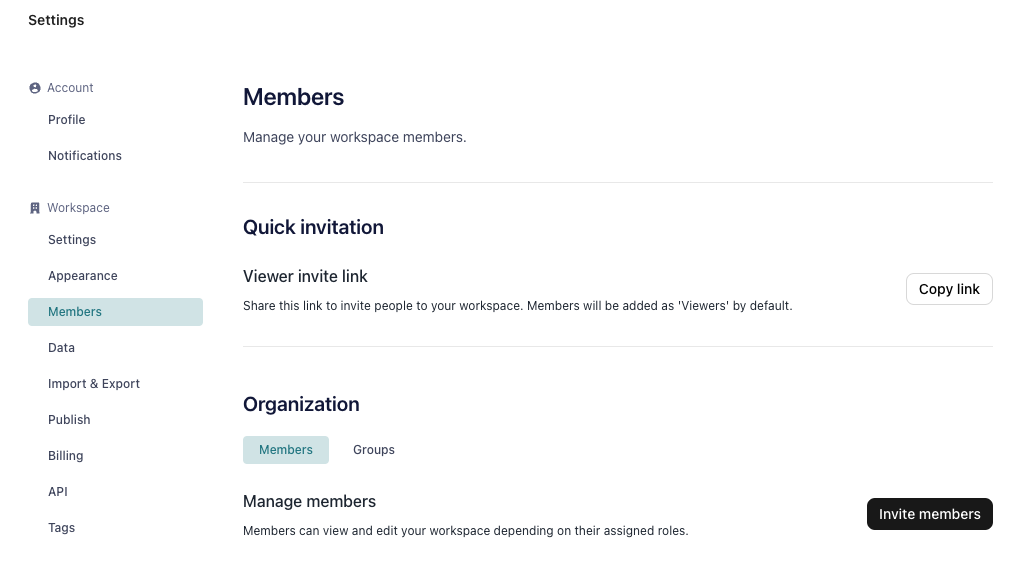 Settings
Account
Profile
Notifications
Workspace
Settings
Appearance
Members
Data
Import & Export
Publish
Billing
API
Tags
Members
Manage your workspace members.
Quick invitation
Viewer invite link
Share this link to invite people to your workspace. Members will be added as 'Viewers' by default.
Copy link
Organization
Members Groups
Manage members
Members can view and edit your workspace depending on their assigned roles.
Invite members